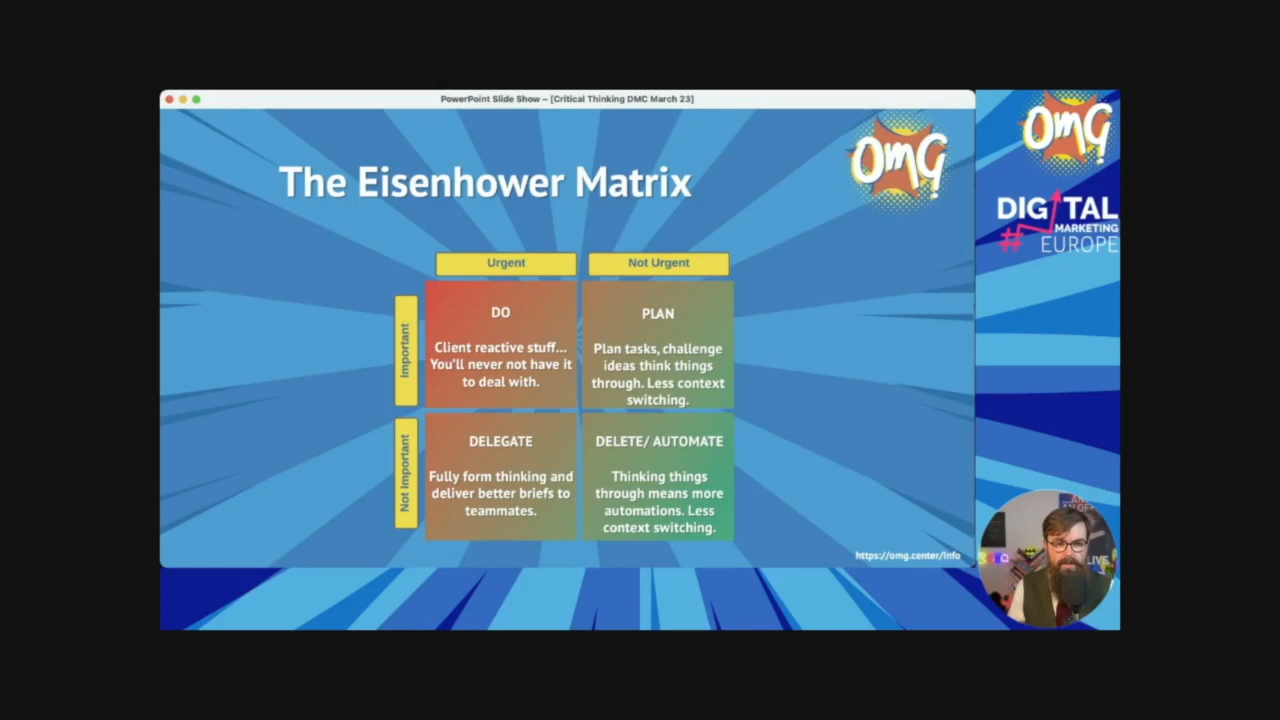 PowerPoint Slide Show – [Critical Thinking DMC March 23]
OMG
OMG
The Eisenhower Matrix
DIGITAL
MARKETING
# EUROPE
Urgent
Not Urgent
Important
DO
Client reactive stuff...
You'll never not have it
to deal with.
PLAN
Plan tasks, challenge
ideas think things
through. Less context
switching.
Not Important
DELEGATE
Fully form thinking and
deliver better briefs to
teammates.
DELETE/ AUTOMATE
Thinking things
through means more
automations. Less
context switching.
https://omg.center/info
LIVE